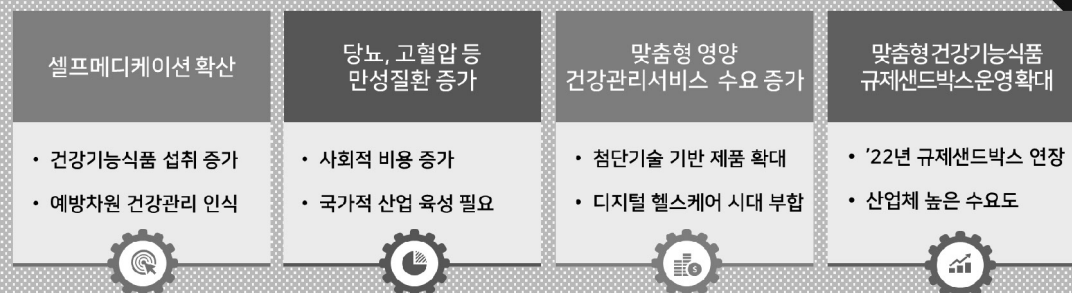 셀프메디케이션 확산
• 건강기능식품 섭취 증가
• 예방차원 건강관리 인식
당뇨, 고혈압 등
만성질환 증가
• 사회적 비용 증가
• 국가적 산업 육성 필요
맞춤형 영양
건강관리서비스 수요 증가
• 첨단기술 기반 제품 확대
• 디지털 헬스케어 시대 부합
맞춤형건강기능식품
규제샌드박스운영확대
• '22년 규제샌드박스 연장
• 산업체 높은 수요도